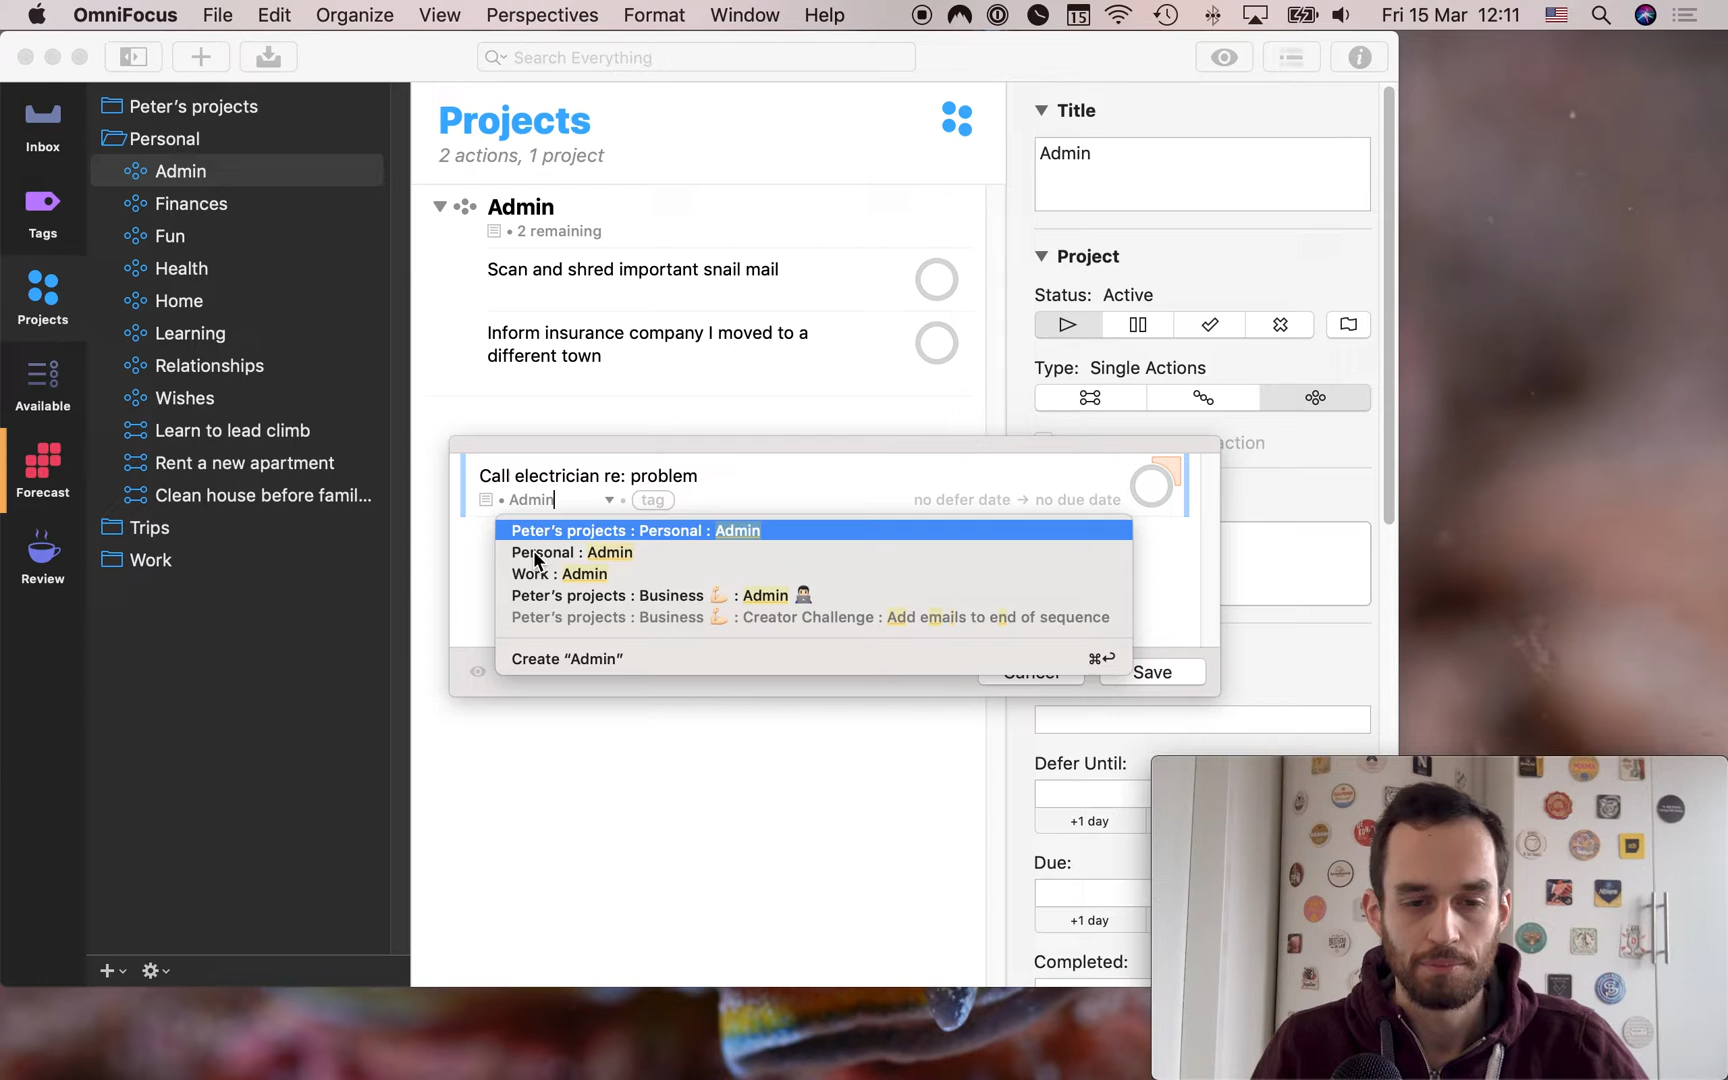 OmniFocus File Edit Organize View Perspectives Format Window Help
15
Fri 15 Mar 12:11
Search Everything
Inbox
Tags
Projects
Available
Forecast
Review
Peter's projects
Personal
Admin
Finances
Fun
Health
Home
Learning
Relationships
Wishes
Learn to lead climb
Rent a new apartment
Clean house before famil...
Trips
Work
Projects
2 actions, 1 project
Admin
• 2 remaining
Scan and shred important snail mail
Inform insurance company I moved to a
different town
Call electrician re: problem
• Admin • tag no defer date → no due date
Peter's projects : Personal : Admin
Personal : Admin
Work : Admin
Peter's projects : Business 💪🏻 : Admin 👨🏻‍💻
Peter's projects : Business 💪🏻 : Creator Challenge : Add emails to end of sequence
Create “Admin” ⌘↩
Cancel Save
Title
Admin
Project
Status: Active
Type: Single Actions
action
Defer Until:
+1 day
Due:
+1 day
Completed: